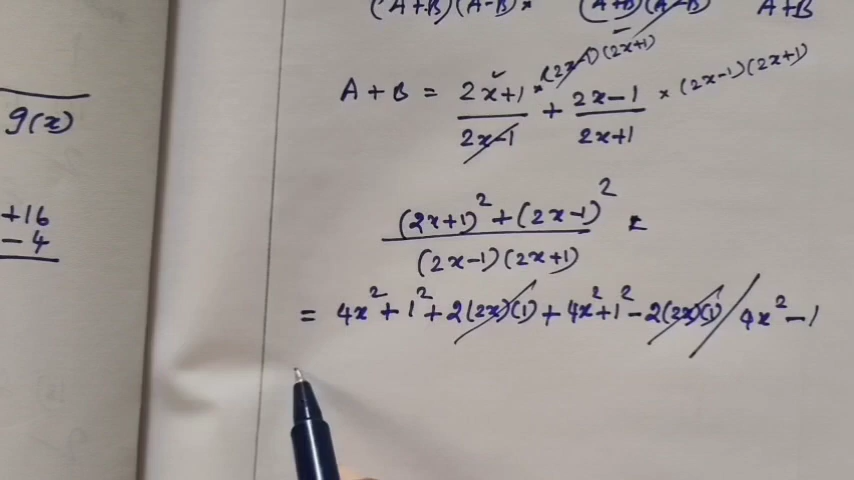 (A+B)(A-B) × (A+B)(A-B) A+B
A + B = 2x+1/2x-1 × (2x-1)(2x+1) + 2x-1/2x+1 × (2x-1)(2x+1)
(2x+1)² + (2x-1)²/(2x-1)(2x+1) =
= 4x² + 1² + 2(2x)(1) + 4x² + 1² - 2(2x)(1) / 4x² - 1
g(x)
+16
- 4